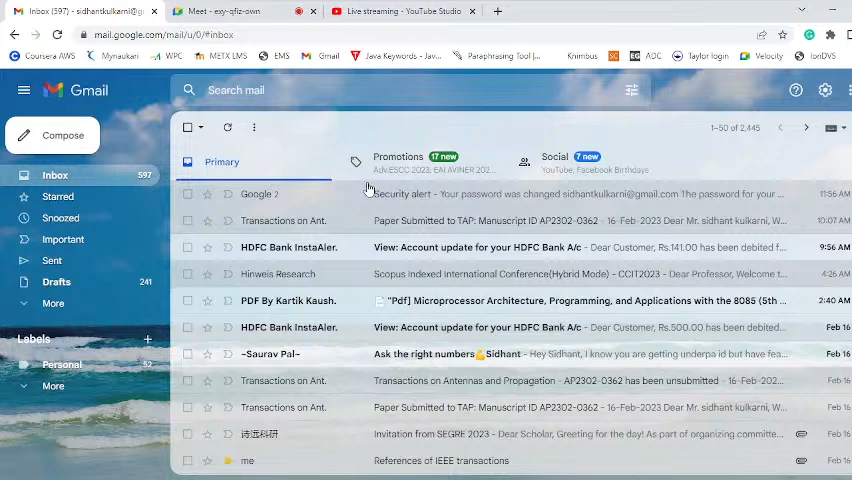 Inbox (597) - sidhantkulkarni@g
Meet - exy-qfiz-own
Live streaming - YouTube Studio
mail.google.com/mail/u/0/#inbox
Coursera AWS Mynaukari WPC METX LMS EMS Gmail Java Keywords - Jav... Paraphrasing Tool |... Knimbus SC EG ADC Taylor login Velocity IonDVS
Gmail
Search mail
Compose
1–50 of 2,445
Primary
Promotions 17 new
Adv.ESCC 2023, EAI AVINER 202...
Social 7 new
YouTube, Facebook Birthdays
Inbox 597
Starred
Snoozed
Important
Sent
Drafts 241
More
Labels
Personal 52
More
Google 2 Security alert - Your password was changed sidhantkulkarni@gmail.com The password for your ... 11:56 AM
Transactions on Ant. Paper Submitted to TAP: Manuscript ID AP2302-0362 - 16-Feb-2023 Dear Mr. sidhant kulkarni, W... 10:07 AM
HDFC Bank InstaAler. View: Account update for your HDFC Bank A/c - Dear Customer, Rs.141.00 has been debited f... 9:56 AM
Hinweis Research Scopus Indexed International Conference(Hybrid Mode) - CCIT2023 - Dear Professor, Welcome t... 4:26 AM
PDF By Kartik Kaush. "[Pdf] Microprocessor Architecture, Programming, and Applications with the 8085 (5th ... 2:40 AM
HDFC Bank InstaAler. View: Account update for your HDFC Bank A/c - Dear Customer, Rs.500.00 has been debited... Feb 16
~Saurav Pal~ Ask the right numbers💪Sidhant - Hey Sidhant, I know you are getting underpa id but have fea... Feb 16
Transactions on Ant. Transactions on Antennas and Propagation - AP2302-0362 has been unsubmitted - 16-Feb-202... Feb 16
Transactions on Ant. Paper Submitted to TAP: Manuscript ID AP2302-0362 - 16-Feb-2023 Dear Mr. sidhant kulkarni, W... Feb 16
诗远科研 Invitation from SEGRE 2023 - Dear Scholar, Greeting for the day! As part of organizing committe... Feb 16
me References of IEEE transactions Feb 16